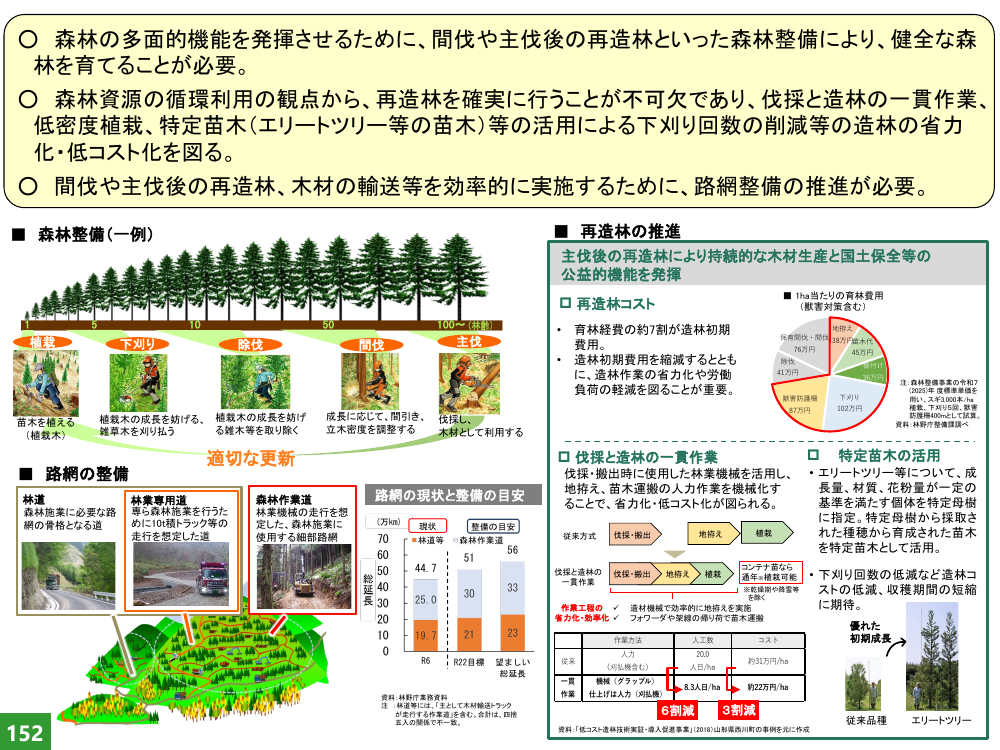 ○ 森林の多面的機能を発揮させるために、間伐や主伐後の再造林といった森林整備により、健全な森
林を育てることが必要。
○ 森林資源の循環利用の観点から、再造林を確実に行うことが不可欠であり、伐採と造林の一貫作業、
低密度植栽、特定苗木（エリートツリー等の苗木）等の活用による下刈り回数の削減等の造林の省力
化・低コスト化を図る。
○ 間伐や主伐後の再造林、木材の輸送等を効率的に実施するために、路網整備の推進が必要。
■ 森林整備（一例）
1 5 10 50 100～（林齢）
植栽 下刈り 除伐 間伐 主伐
苗木を植える
（植栽木）
植栽木の成長を妨げる、
雑草木を刈り払う
植栽木の成長を妨げ
る雑木等を取り除く
成長に応じて、間引き、
立木密度を調整する
伐採し、
木材として利用する
適切な更新
■ 路網の整備
林道
森林施業に必要な路
網の骨格となる道
林業専用道
専ら森林施業を行うた
めに10t積トラック等の
走行を想定した道
森林作業道
林業機械の走行を想
定した、森林施業に
使用する細部路網
路網の現状と整備の目安
（万km） 現状 整備の目安
■林道等 ■森林作業道
総延長
70
60
50
40
30
20
10
0
44.7 51 56
25.0 30 33
19.7 21 23
R6 R22目標 望ましい
総延長
資料：林野庁業務資料
注　：林道等には、「主として木材輸送トラック
が走行する作業道」を含む。合計は、四捨
五入の関係で不一致。
■ 再造林の推進
主伐後の再造林により持続的な木材生産と国土保全等の
公益的機能を発揮
□ 再造林コスト
• 育林経費の約7割が造林初期
費用。
• 造林初期費用を縮減するととも
に、造林作業の省力化や労働
負荷の軽減を図ることが重要。
■ 1ha当たりの育林費用
（獣害対策含む）
地拵え
38万円
苗木代
45万円
植付け
36万円
下刈り
102万円
獣害防護柵
87万円
除伐
41万円
保育間伐・間伐
76万円
注：森林整備事業の令和7
（2025）年 度標準単価を
用い、スギ3,000本/ha
植栽、下刈り5回、獣害
防護柵400mとして試算。
資料：林野庁整備課調べ
□ 伐採と造林の一貫作業
伐採・搬出時に使用した林業機械を活用し、
地拵え、苗木運搬の人力作業を機械化す
ることで、省力化・低コスト化が図られる。
従来方式 伐採・搬出 地拵え 植栽
伐採と造林の
一貫作業
伐採・搬出 地拵え 植栽
コンテナ苗なら
通年※植栽可能
※乾燥期や降雪等
を除く
作業工程の
省力化・効率化
✓ 造材機械で効率的に地拵えを実施
✓ フォワーダや架線の帰り荷で苗木運搬
作業方法 人工数 コスト
従来 人力
（刈払機含む） 20.0
人日/ha 約31万円/ha
一貫
作業 機械（グラップル）
仕上げは人力（刈払機） 8.3人日/ha 約22万円/ha
6割減 3割減
資料：「低コスト造林技術実証・導入促進事業」（2018）山形県西川町の事例を元に作成
□ 特定苗木の活用
• エリートツリー等について、成
長量、材質、花粉量が一定の
基準を満たす個体を特定母樹
に指定。特定母樹から採取さ
れた種穂から育成された苗木
を特定苗木として活用。
• 下刈り回数の低減など造林コ
ストの低減、収穫期間の短縮
に期待。
優れた
初期成長
従来品種 エリートツリー
152